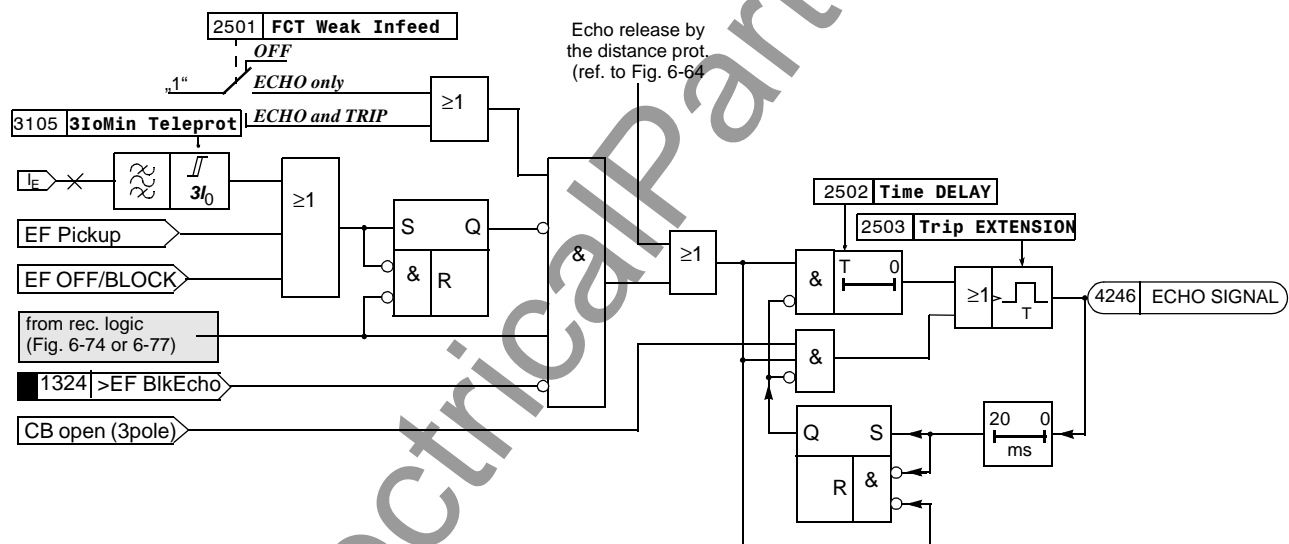 2501 FCT Weak Infeed
OFF
„1“
ECHO only
ECHO and TRIP
≥1
Echo release by
the distance prot.
(ref. to Fig. 6-64
3105 3IoMin Teleprot
IE
3I0
≥1
EF Pickup
EF OFF/BLOCK
S Q
& R
from rec. logic
(Fig. 6-74 or 6-77)
1324 >EF BlkEcho
CB open (3pole)
&
≥1
2502 Time DELAY
2503 Trip EXTENSION
& T 0
≥1 T
4246 ECHO SIGNAL
&
Q S
R &
20 0
ms
ectricalPart